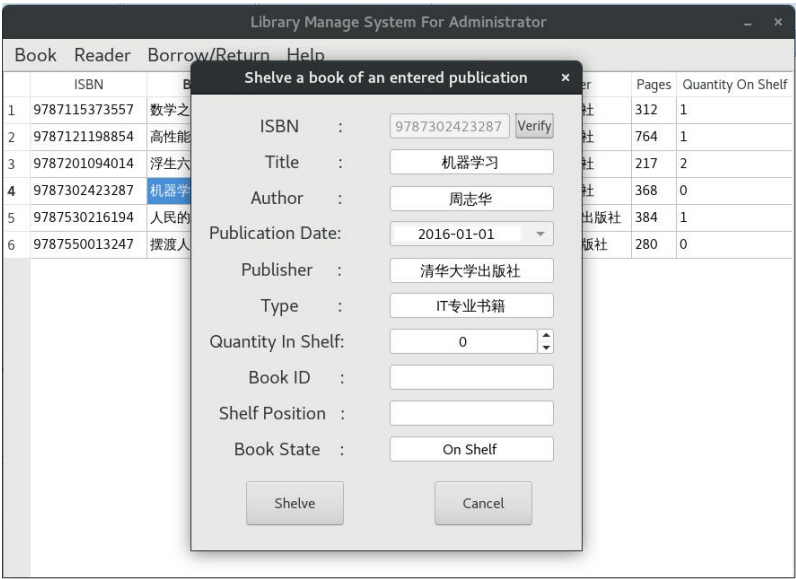 Library Manage System For Administrator
Book Reader Borrow/Return Help
ISBN B er Pages Quantity On Shelf
1 9787115373557 数学之 社 312 1
2 9787121198854 高性能 社 764 1
3 9787201094014 浮生六 社 217 2
4 9787302423287 机器学 社 368 0
5 9787530216194 人民的 出版社 384 1
6 9787550013247 摆渡人 版社 280 0
Shelve a book of an entered publication ×
ISBN : 9787302423287 Verify
Title : 机器学习
Author : 周志华
Publication Date: 2016-01-01
Publisher : 清华大学出版社
Type : IT专业书籍
Quantity In Shelf: 0
Book ID :
Shelf Position :
Book State : On Shelf
Shelve Cancel